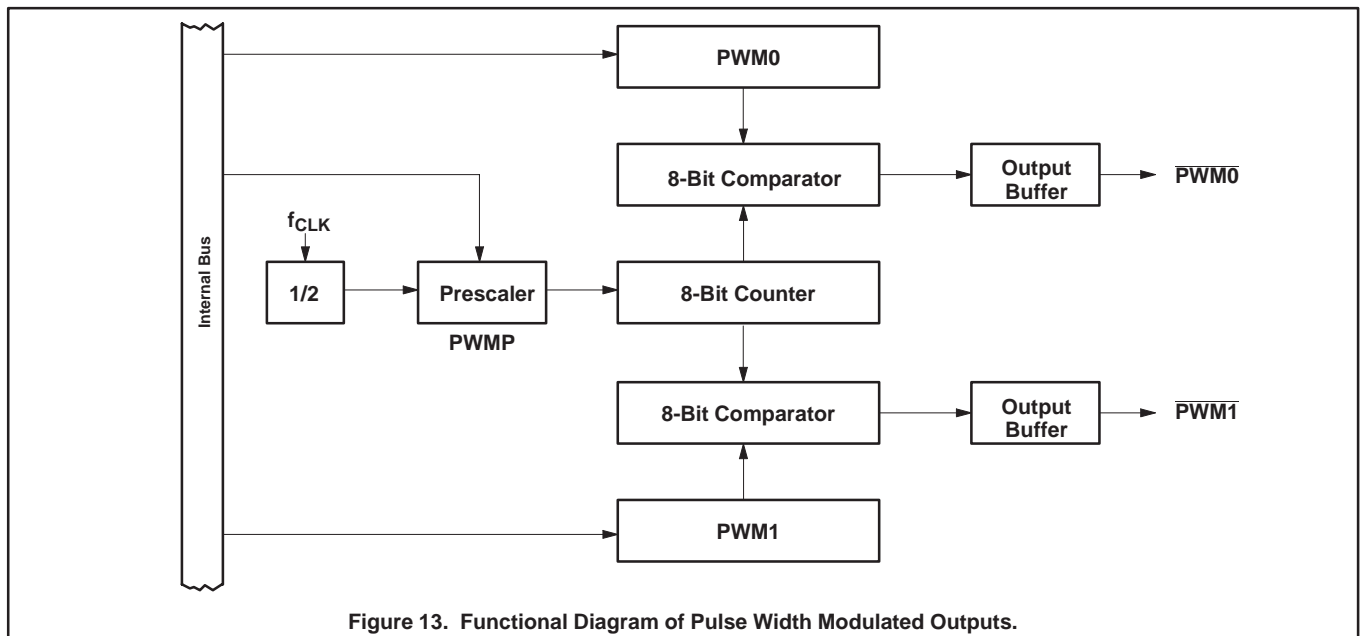 PWM0
8-Bit Comparator
Output
Buffer
PWM0
Internal Bus
fCLK
1/2
Prescaler
PWMP
8-Bit Counter
8-Bit Comparator
Output
Buffer
PWM1
PWM1
Figure 13. Functional Diagram of Pulse Width Modulated Outputs.